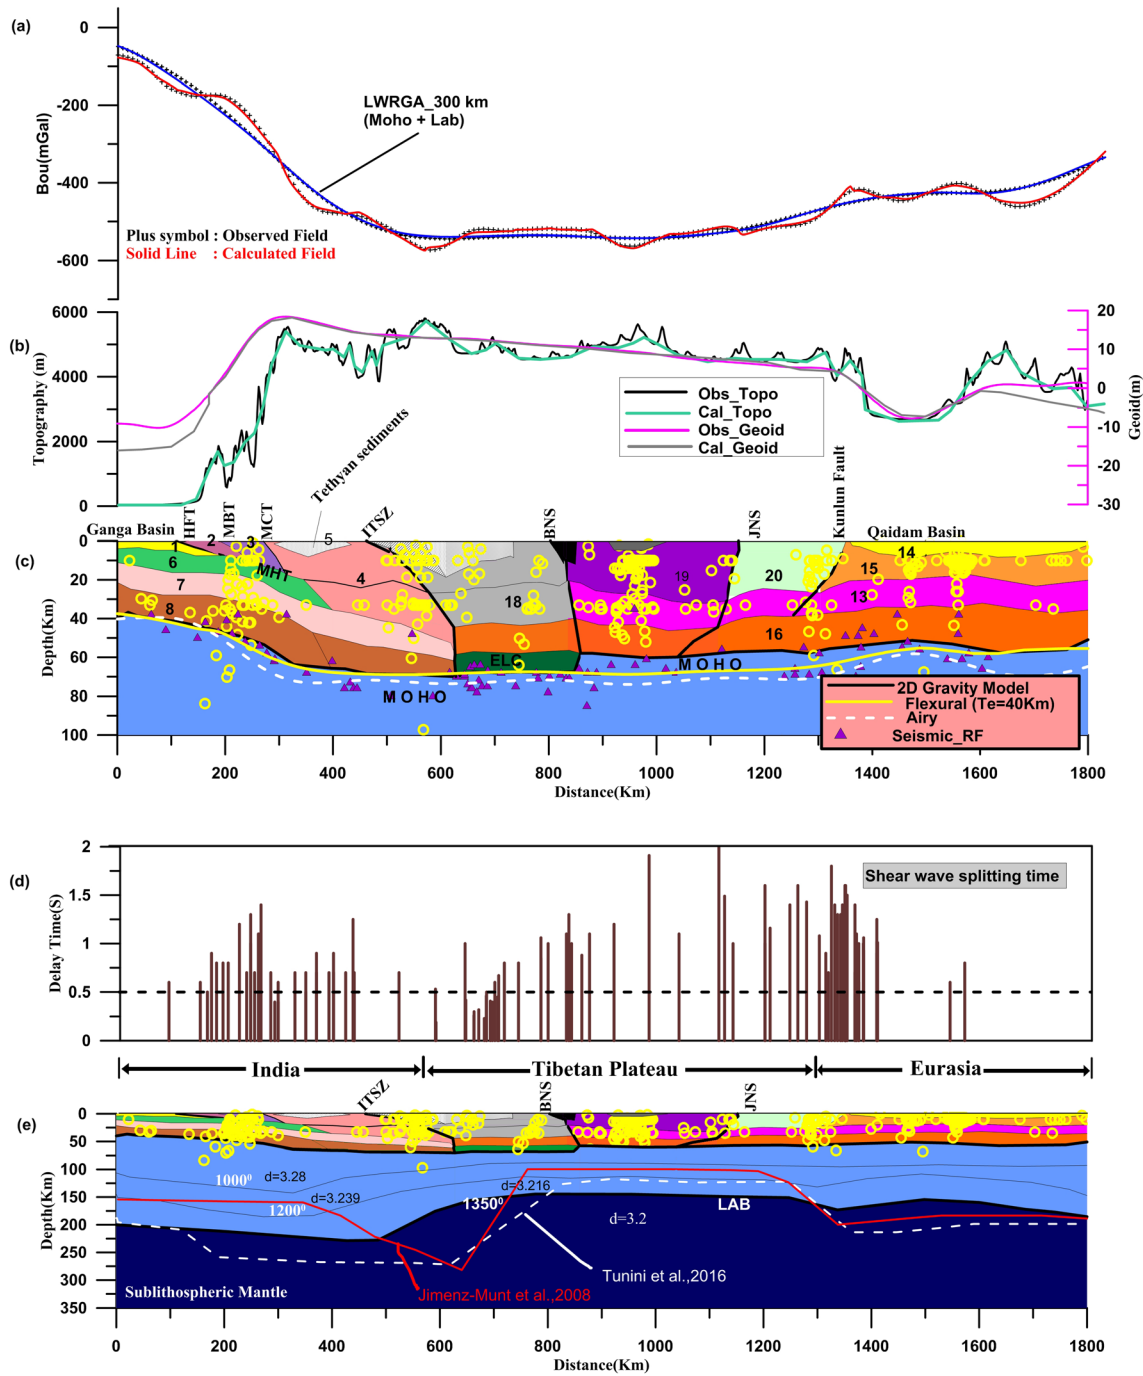 (a)
0
-200
-400
-600
Bou(mGal)
LWRGA_300 km
(Moho + Lab)
Plus symbol : Observed Field
Solid Line : Calculated Field
(b)
6000
4000
2000
0
Topography (m)
20
10
0
-10
-20
-30
Geoid(m)
Obs_Topo
Cal_Topo
Obs_Geoid
Cal_Geoid
Tethyan sediments
Ganga Basin
HFT
MBT
MCT
ITSZ
BNS
JNS
Kunlun Fault
Qaidam Basin
(c)
0
20
40
60
80
100
Depth(Km)
1
2
3
5
6
MHT
4
7
8
18
19
20
14
15
13
16
ELC
M O H O
M O H O
2D Gravity Model
Flexural (Te=40Km)
Airy
Seismic_RF
0 200 400 600 800 1000 1200 1400 1600 1800
Distance(Km)
(d)
2
1.5
1
0.5
0
Delay Time(S)
Shear wave splitting time
India
Tibetan Plateau
Eurasia
ITSZ
BNS
JNS
(e)
0
50
100
150
200
250
300
350
Depth(Km)
1000⁰
d=3.28
d=3.239
1200⁰
d=3.216
1350⁰
LAB
d=3.2
Tunini et al.,2016
Jimenz-Munt et al.,2008
Sublithospheric Mantle
0 200 400 600 800 1000 1200 1400 1600 1800
Distance(Km)